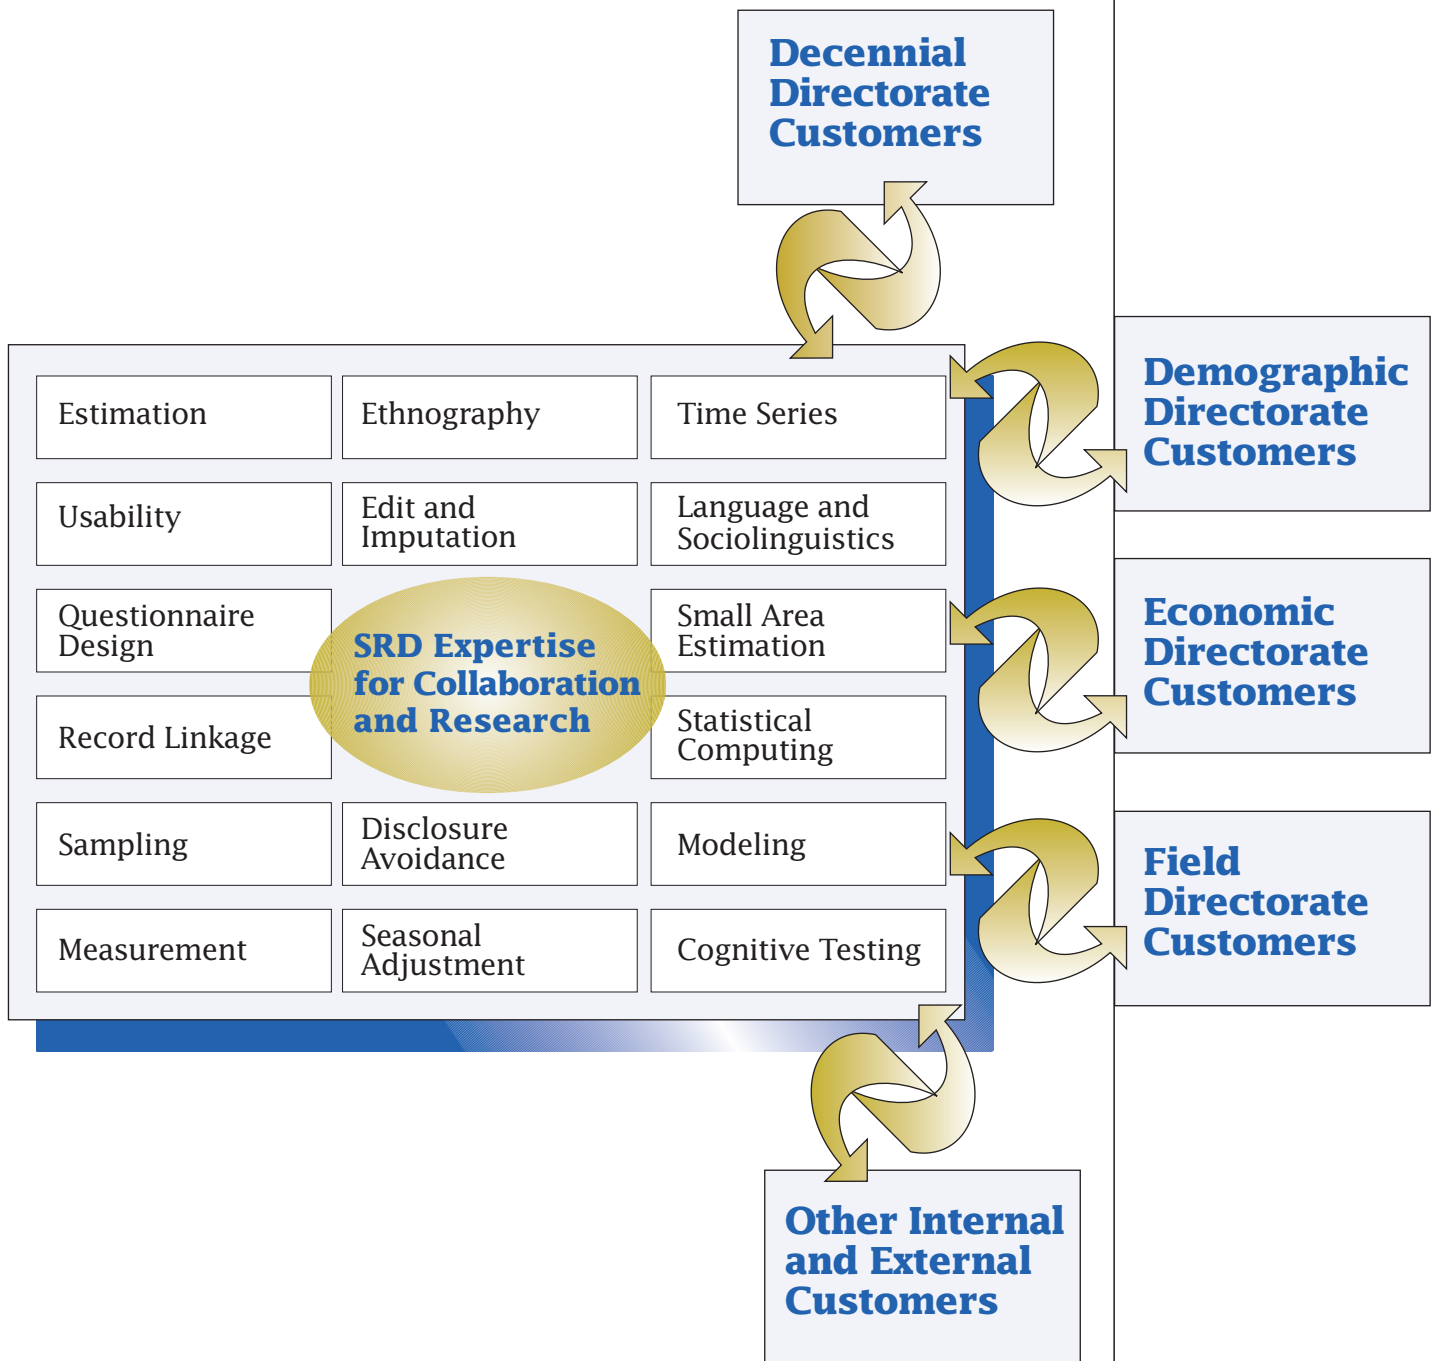 Decennial
Directorate
Customers
Estimation
Ethnography
Time Series
Usability
Edit and
Imputation
Language and
Sociolinguistics
Questionnaire
Design
SRD Expertise
for Collaboration
and Research
Small Area
Estimation
Record Linkage
Statistical
Computing
Sampling
Disclosure
Avoidance
Modeling
Measurement
Seasonal
Adjustment
Cognitive Testing
Demographic
Directorate
Customers
Economic
Directorate
Customers
Field
Directorate
Customers
Other Internal
and External
Customers